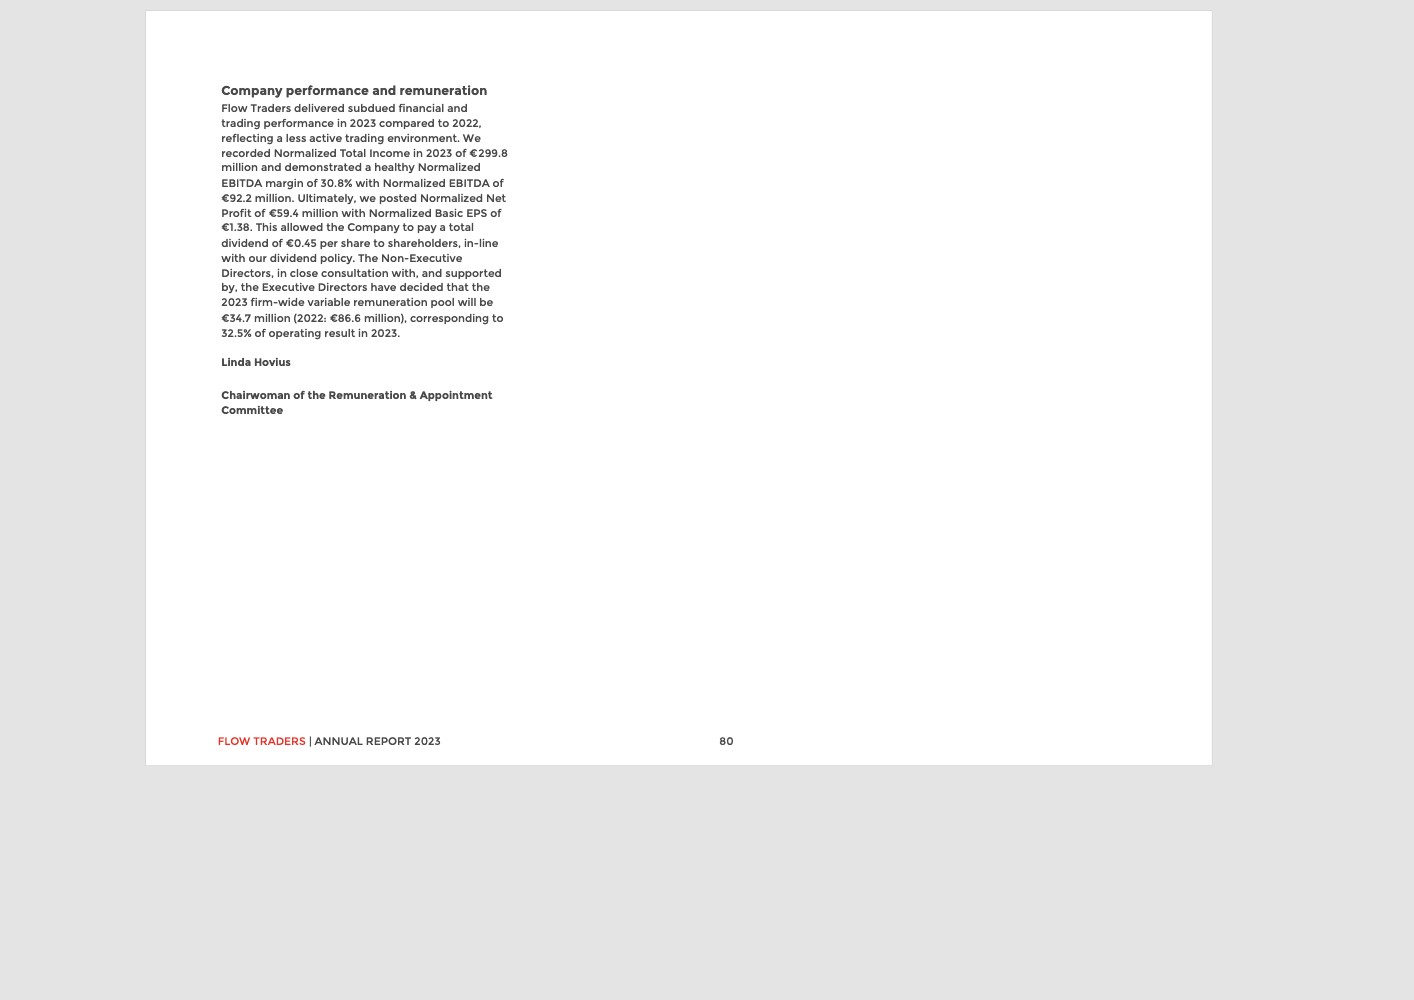 Company performance and remuneration
Flow Traders delivered subdued financial and
trading performance in 2023 compared to 2022,
reflecting a less active trading environment. We
recorded Normalized Total Income in 2023 of €299.8
million and demonstrated a healthy Normalized
EBITDA margin of 30.8% with Normalized EBITDA of
€92.2 million. Ultimately, we posted Normalized Net
Profit of €59.4 million with Normalized Basic EPS of
€1.38. This allowed the Company to pay a total
dividend of €0.45 per share to shareholders, in-line
with our dividend policy. The Non-Executive
Directors, in close consultation with, and supported
by, the Executive Directors have decided that the
2023 firm-wide variable remuneration pool will be
€34.7 million (2022: €86.6 million), corresponding to
32.5% of operating result in 2023.
Linda Hovius
Chairwoman of the Remuneration & Appointment
Committee
FLOW TRADERS | ANNUAL REPORT 2023
80